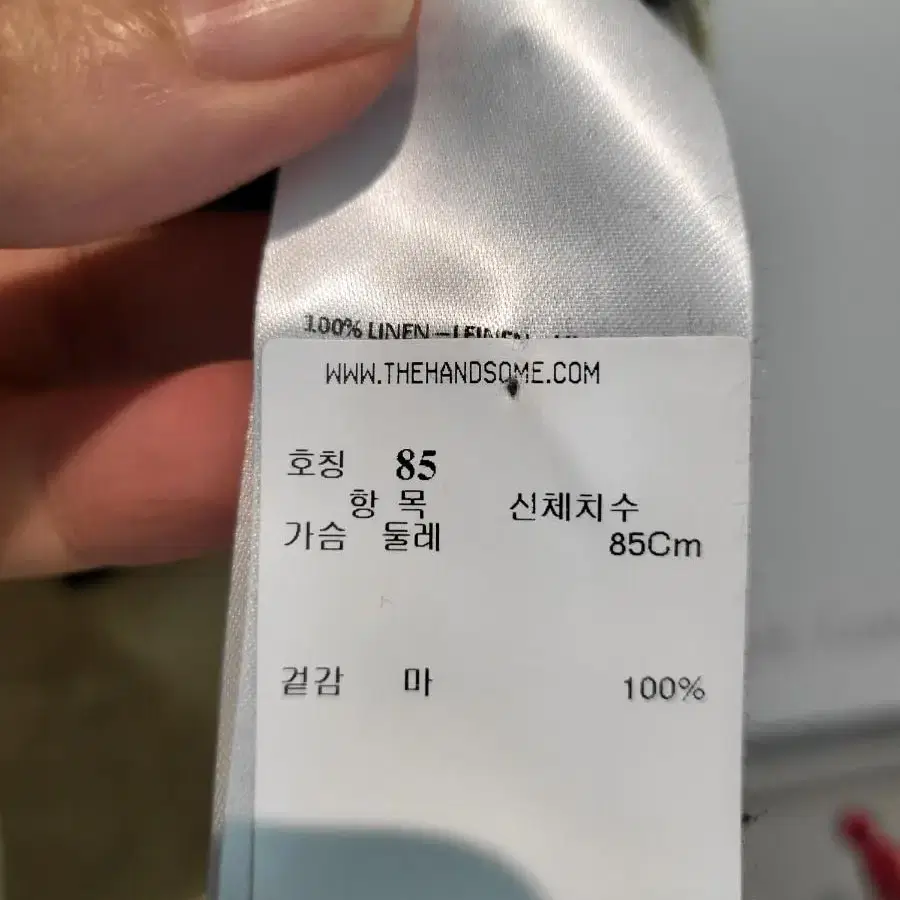 100% LINEN – LEINEN
WWW.THEHANDSOME.COM
호칭 85
항 목 신체치수
가슴 둘레 85Cm
겉감 마 100%